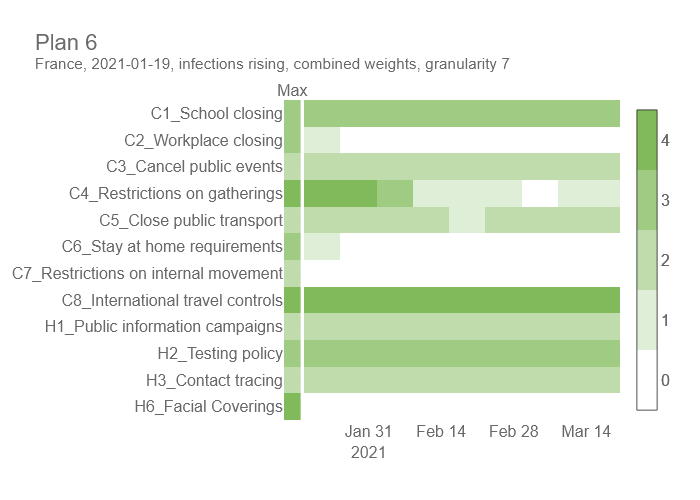 Plan 6
France, 2021-01-19, infections rising, combined weights, granularity 7
Max
C1_School closing
C2_Workplace closing
C3_Cancel public events
C4_Restrictions on gatherings
C5_Close public transport
C6_Stay at home requirements
C7_Restrictions on internal movement
C8_International travel controls
H1_Public information campaigns
H2_Testing policy
H3_Contact tracing
H6_Facial Coverings
4
3
2
1
0
Jan 31 Feb 14 Feb 28 Mar 14
2021